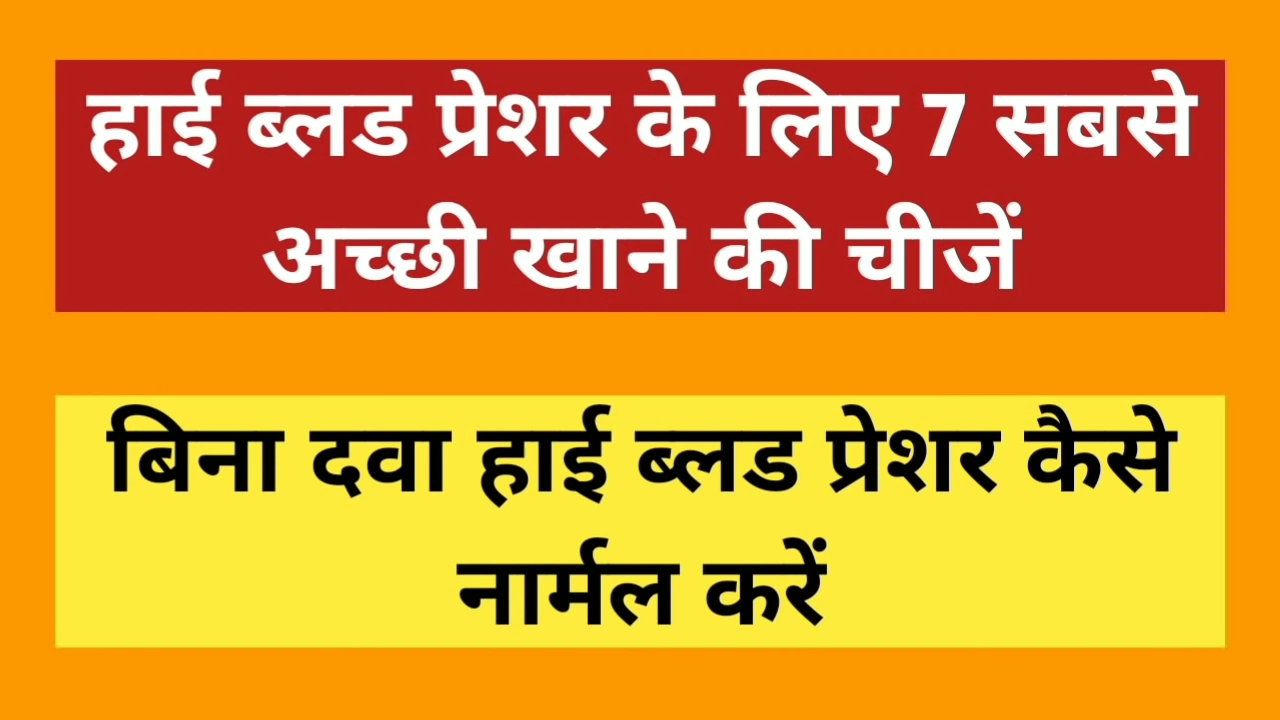 हाई ब्लड प्रेशर के लिए 7 सबसे
अच्छी खाने की चीजें
बिना दवा हाई ब्लड प्रेशर कैसे
नार्मल करें